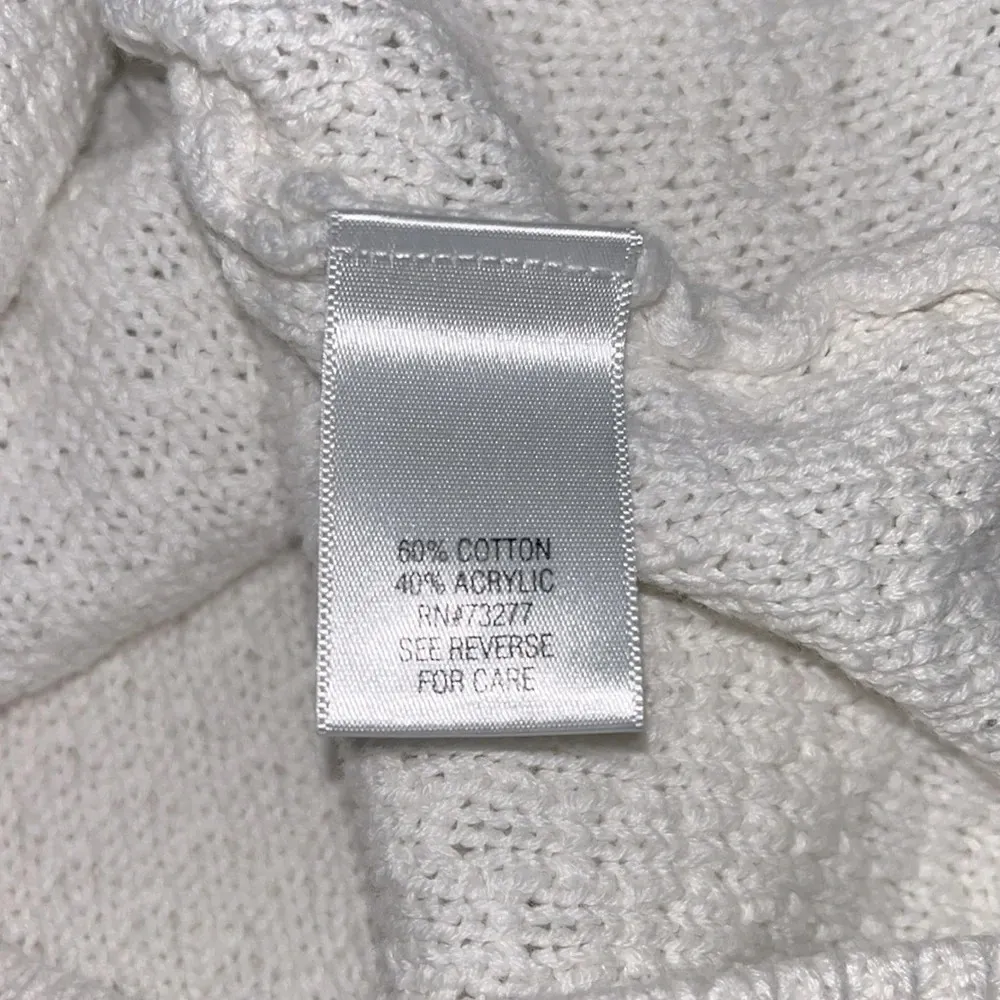 60% COTTON
40% ACRYLIC
RN#73277
SEE REVERSE
FOR CARE